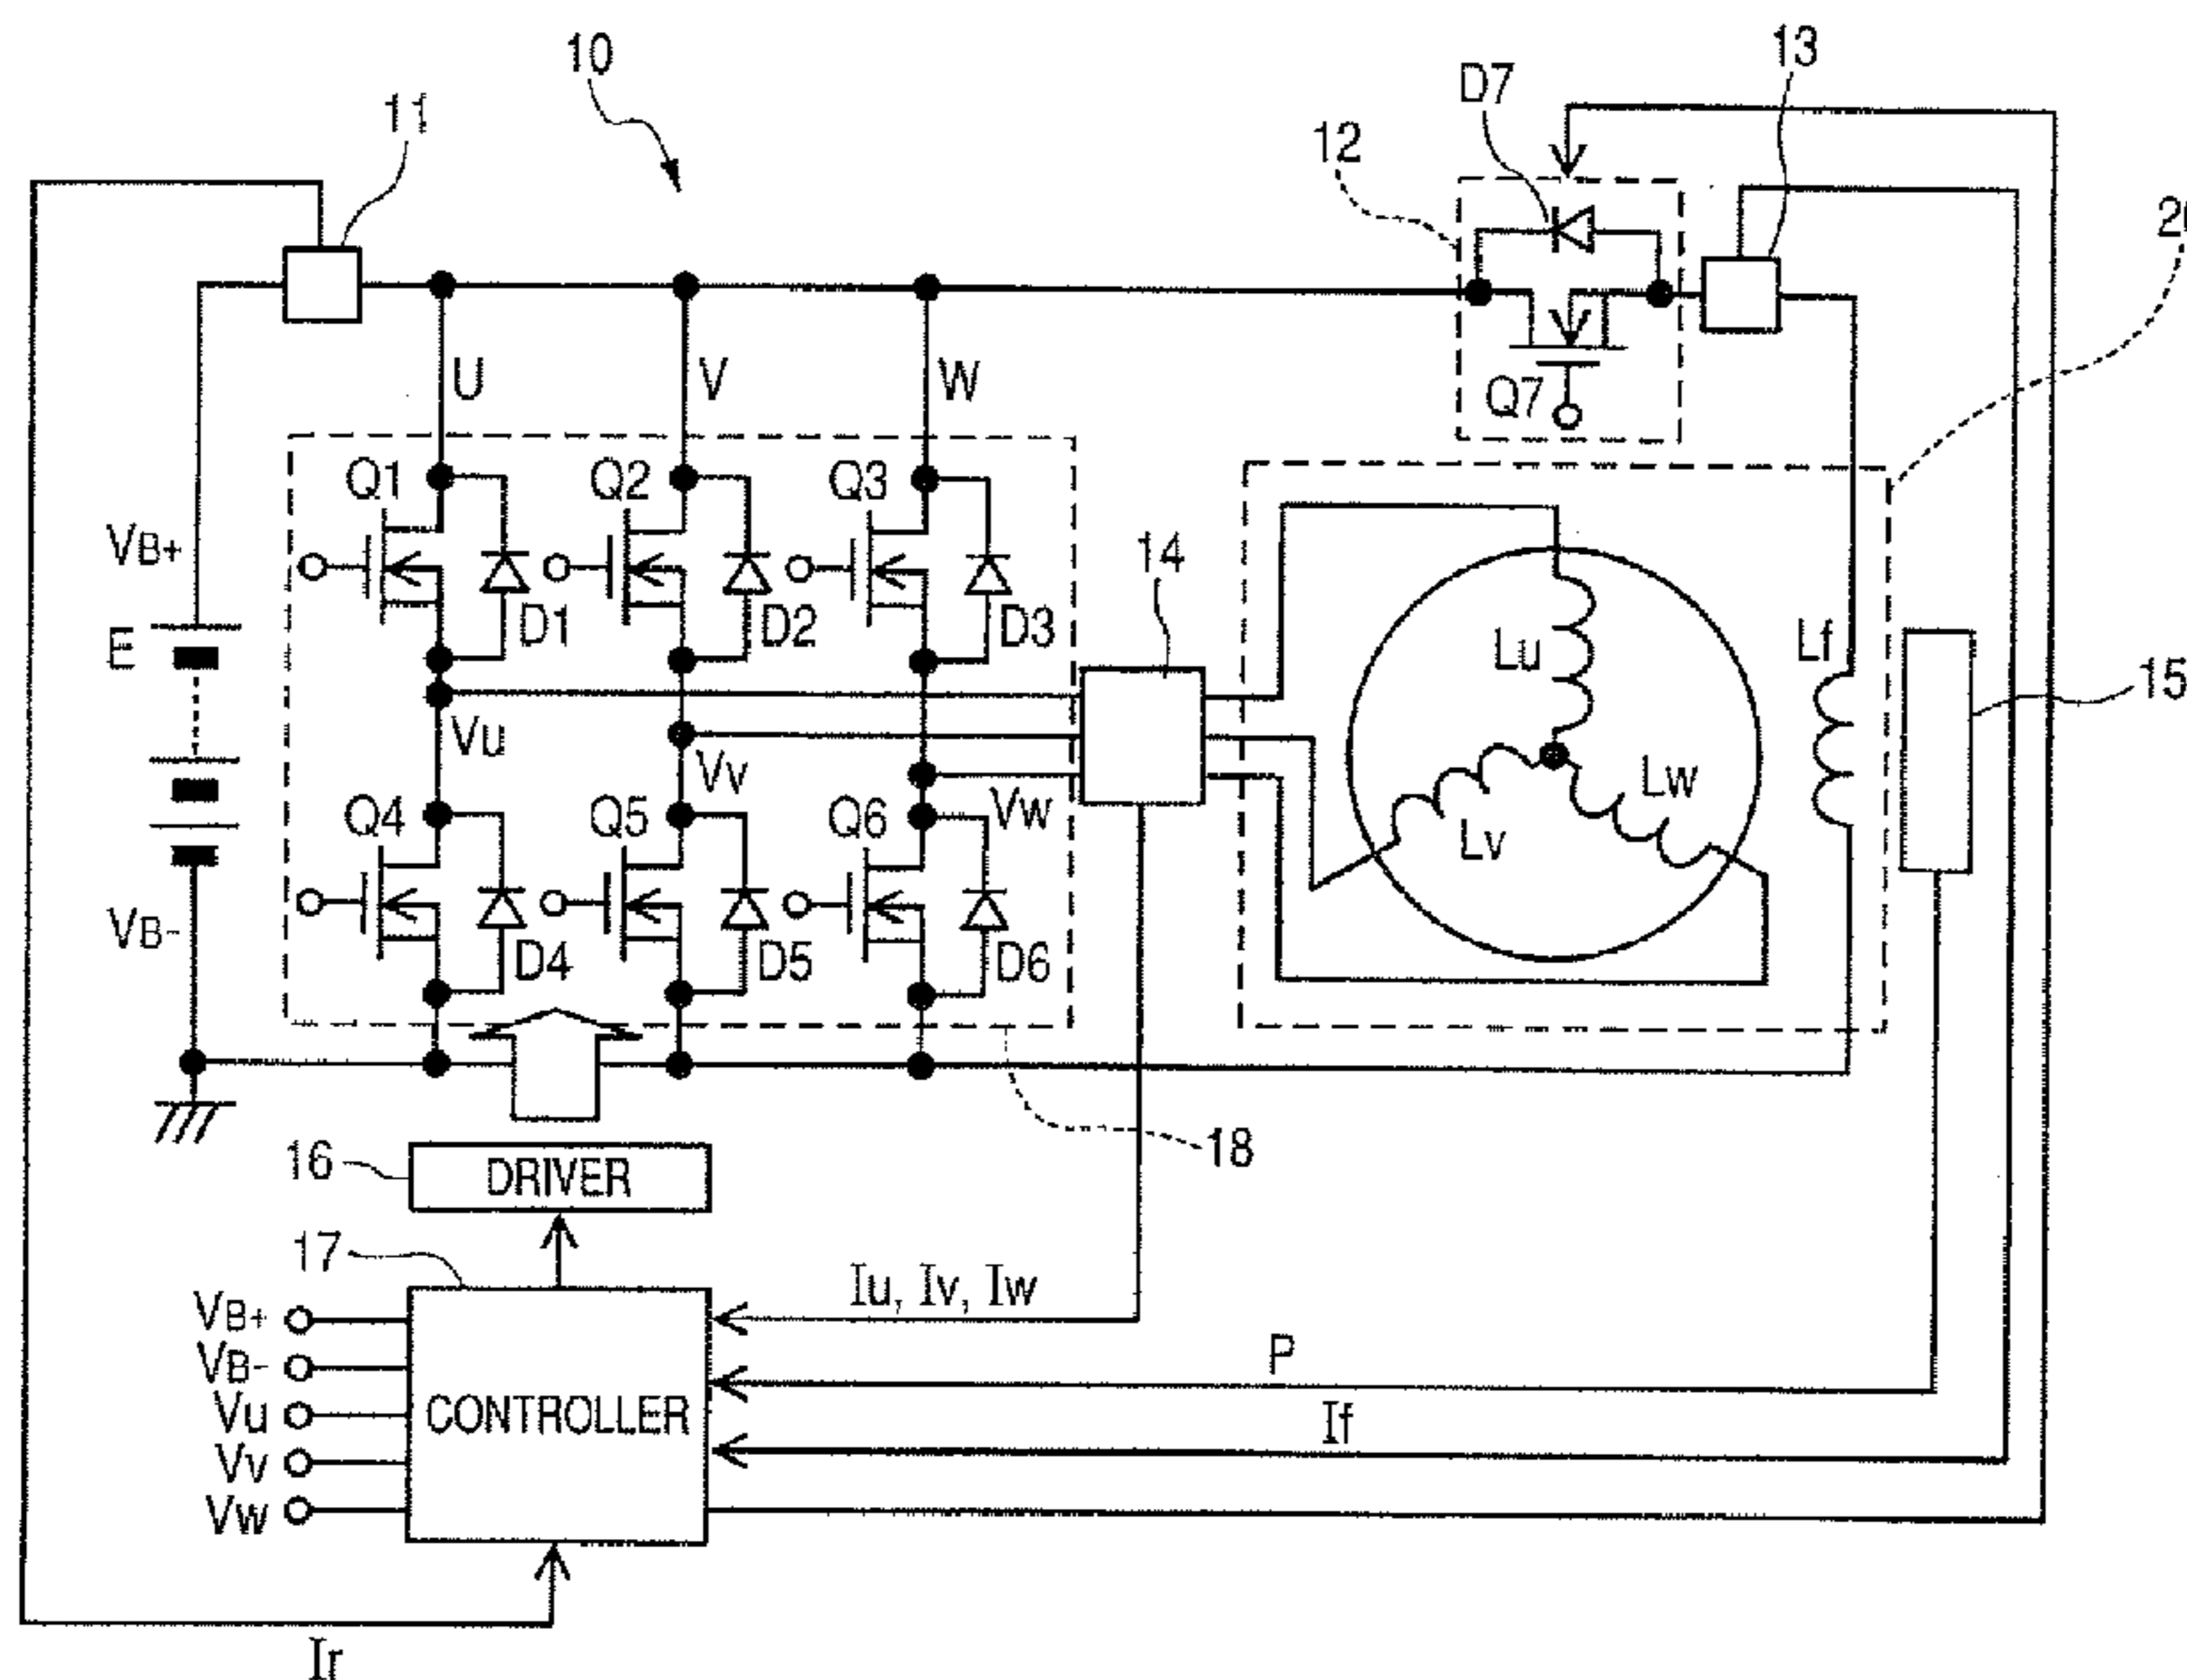 10
13
D7
11
12
U
V
W
Q7
Q1
Q2
Q3
VB+
14
E
D1
D2
D3
Lu
Lf
15
Vu
Vv
Vw
Lw
Lv
Q4
Q5
Q6
VB-
D4
D5
D6
18
16
DRIVER
17
Iu, Iv, Iw
VB+
VB-
P
Vu
CONTROLLER
If
Vv
Vw
Ir